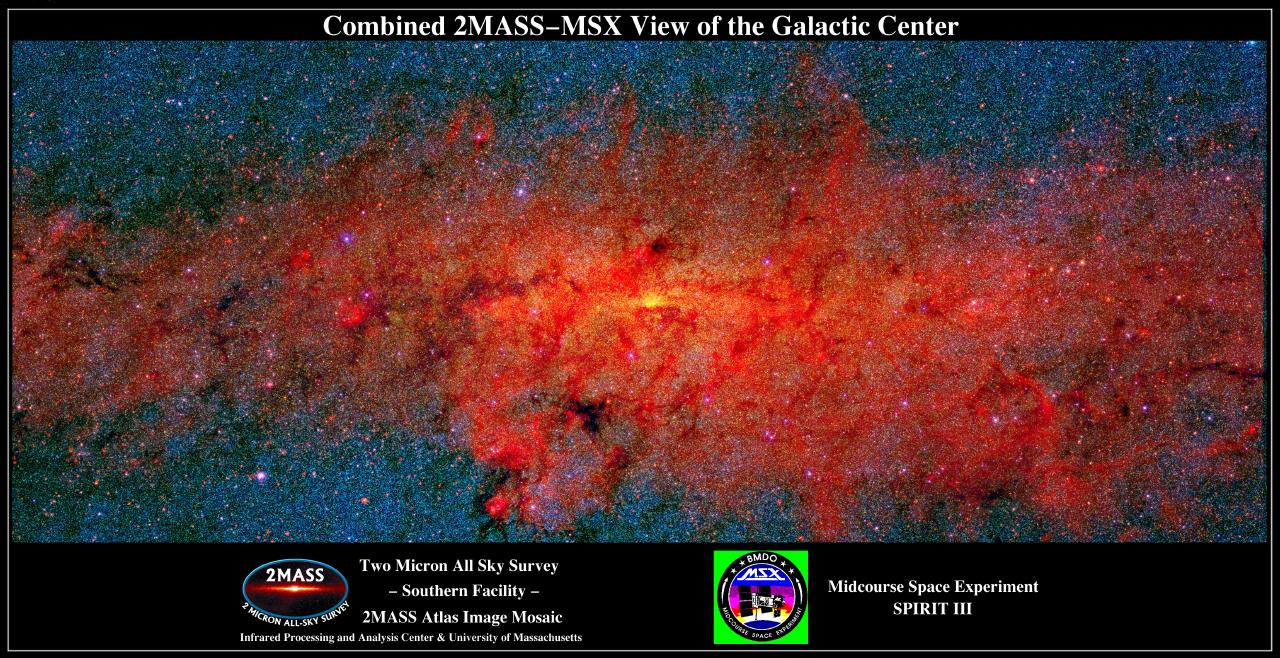 Combined 2MASS–MSX View of the Galactic Center
2MASS
2 MICRON ALL-SKY SURVEY
Two Micron All Sky Survey
– Southern Facility –
2MASS Atlas Image Mosaic
Infrared Processing and Analysis Center & University of Massachusetts
BMDO
MSX
MIDCOURSE SPACE EXPERIMENT
Midcourse Space Experiment
SPIRIT III